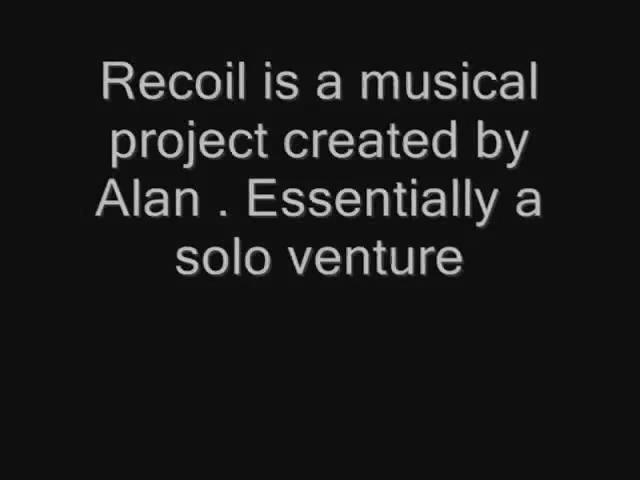 Recoil is a musical
project created by
Alan . Essentially a
solo venture